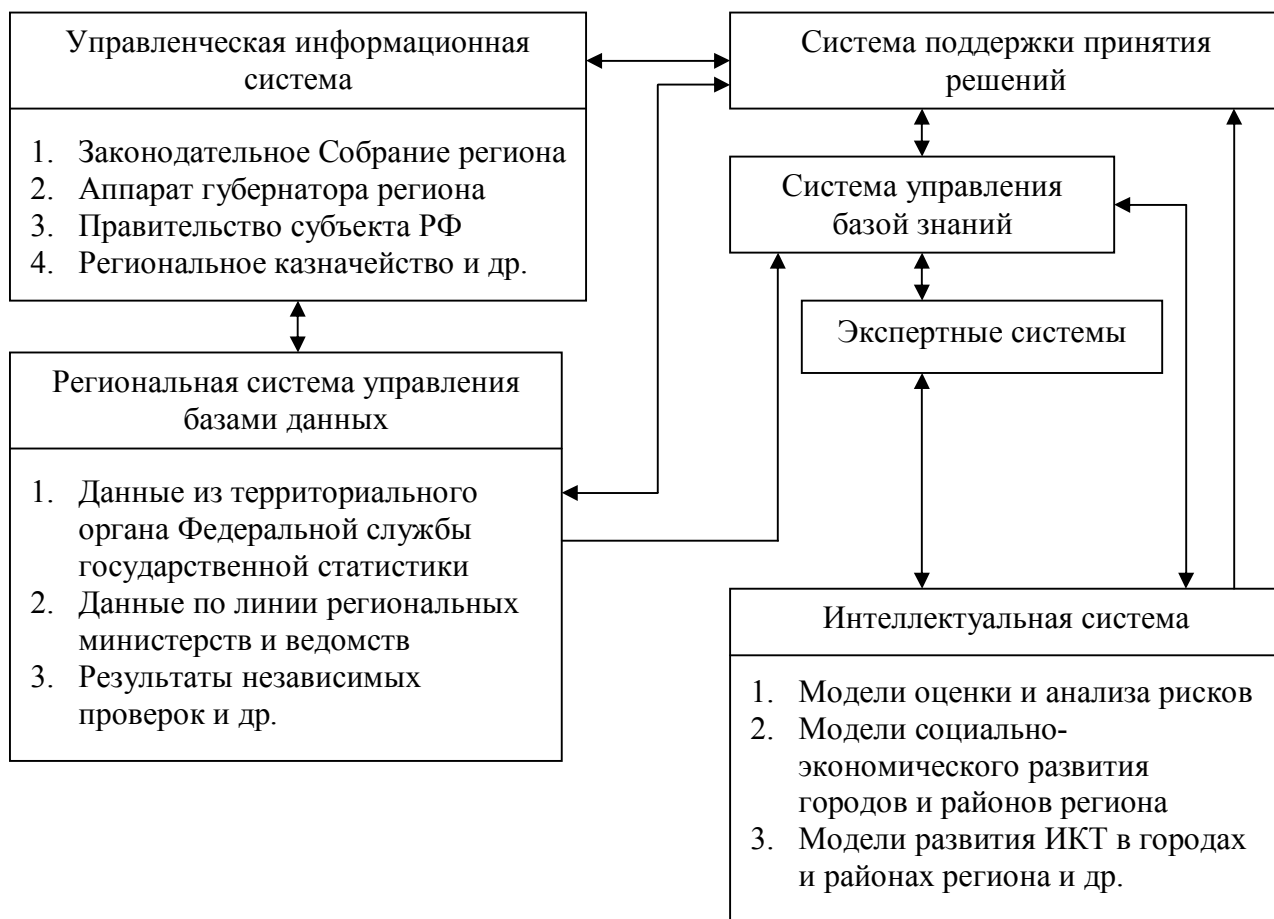 Управленческая информационная
система
1. Законодательное Собрание региона
2. Аппарат губернатора региона
3. Правительство субъекта РФ
4. Региональное казначейство и др.
Региональная система управления
базами данных
1. Данные из территориального
органа Федеральной службы
государственной статистики
2. Данные по линии региональных
министерств и ведомств
3. Результаты независимых
проверок и др.
Система поддержки принятия
решений
Система управления
базой знаний
Экспертные системы
Интеллектуальная система
1. Модели оценки и анализа рисков
2. Модели социально-
экономического развития
городов и районов региона
3. Модели развития ИКТ в городах
и районах региона и др.